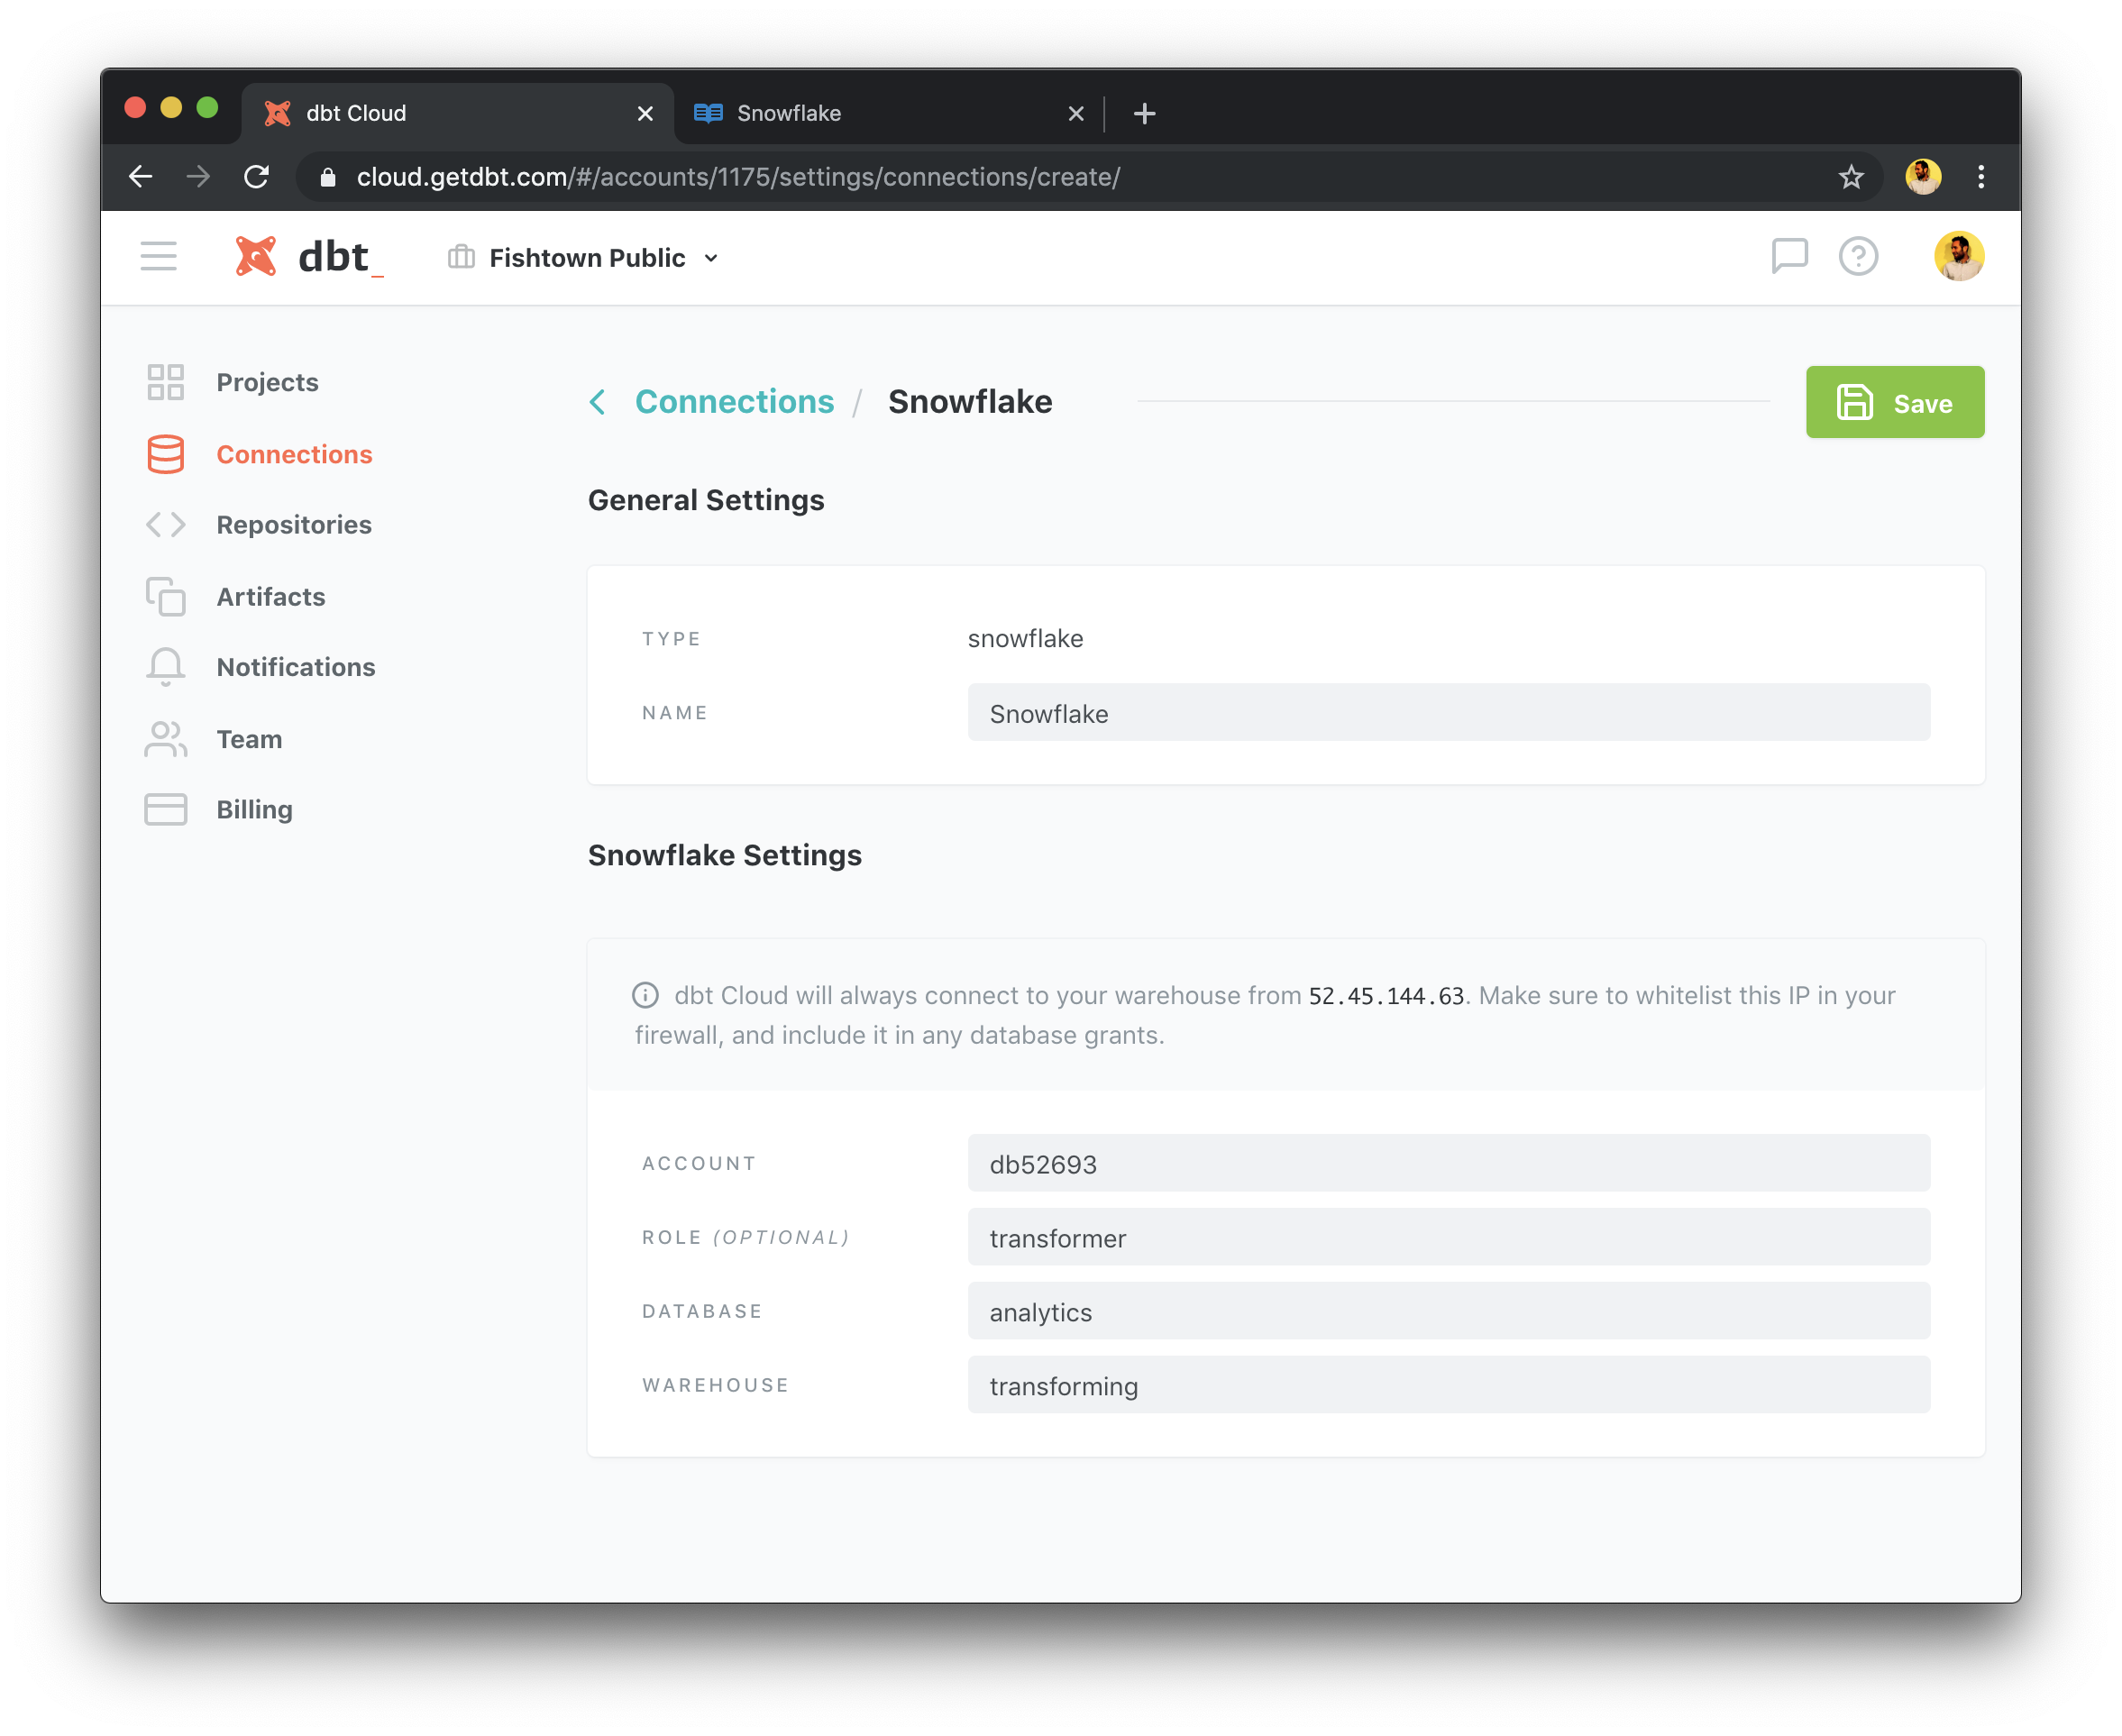 dbt Cloud
Snowflake
cloud.getdbt.com/#/accounts/1175/settings/connections/create/
dbt_
Fishtown Public
Projects
Connections
Repositories
Artifacts
Notifications
Team
Billing
Connections / Snowflake
Save
General Settings
TYPE snowflake
NAME Snowflake
Snowflake Settings
dbt Cloud will always connect to your warehouse from 52.45.144.63. Make sure to whitelist this IP in your
firewall, and include it in any database grants.
ACCOUNT db52693
ROLE (OPTIONAL) transformer
DATABASE analytics
WAREHOUSE transforming